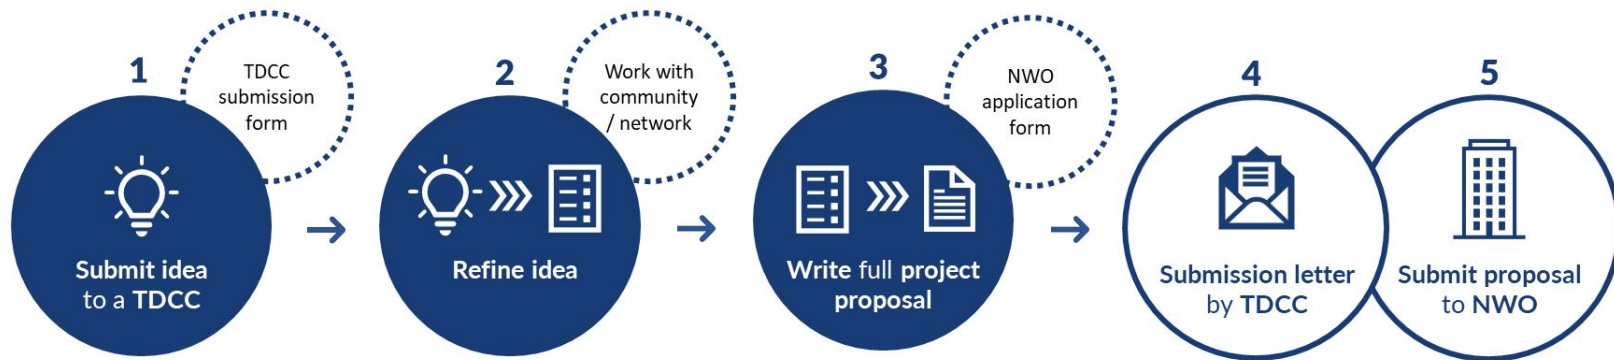 1
TDCC
submission
form
Submit idea
to a TDCC
2
Work with
community
/ network
Refine idea
3
NWO
application
form
Write full project
proposal
4
Submission letter
by TDCC
5
Submit proposal
to NWO